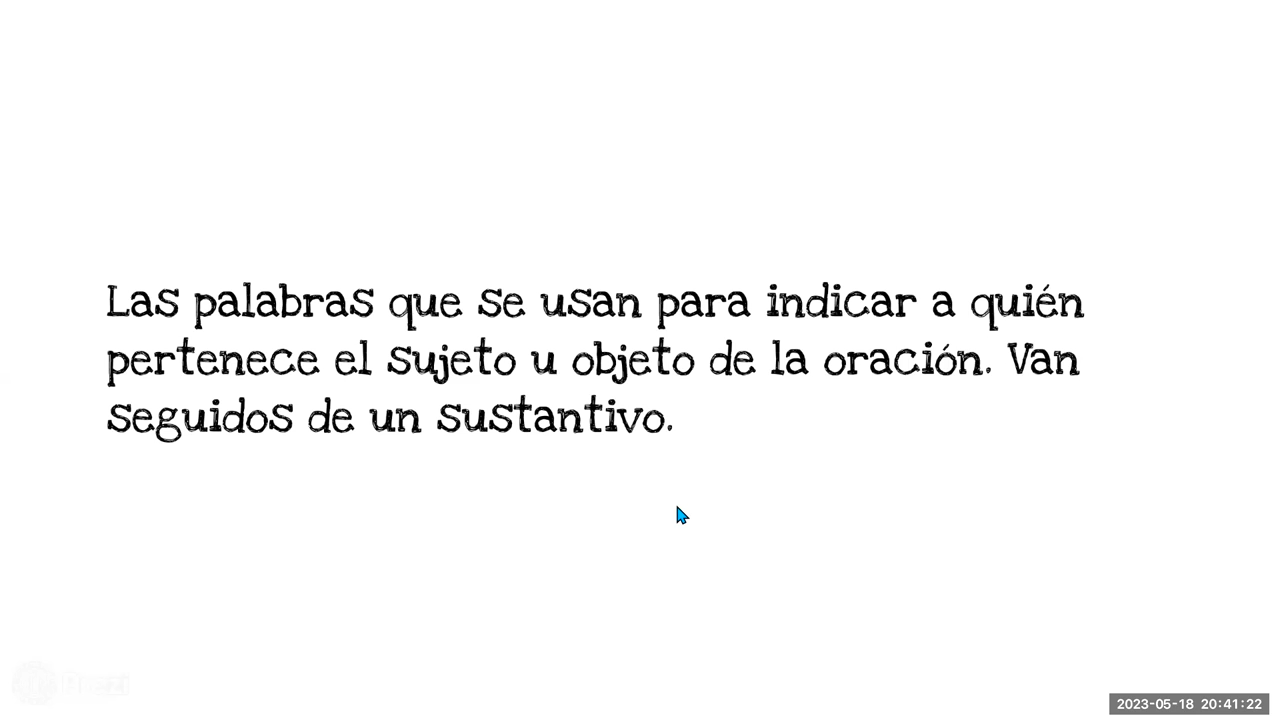 Las palabras que se usan para indicar a quién
pertenece el sujeto u objeto de la oración. Van
seguidos de un sustantivo.
2023-05-18 20:41:22